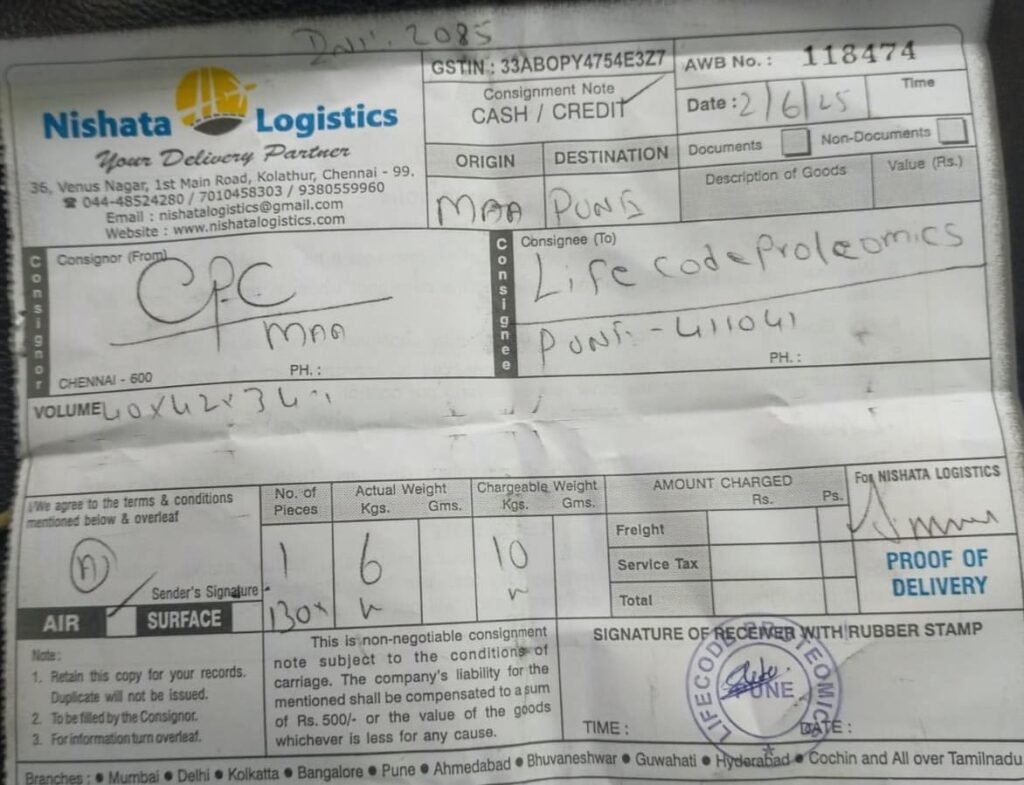 2085
Nishata Logistics
Your Delivery Partner
36, Venus Nagar, 1st Main Road, Kolathur, Chennai - 99.
☎ 044-48524280 / 7010458303 / 9380559960
Email : nishatalogistics@gmail.com
Website : www.nishatalogistics.com
GSTIN : 33ABOPY4754E3Z7
Consignment Note
CASH / CREDIT
AWB No. : 118474
Date : 2/6/25
Time
Documents
Non-Documents
ORIGIN
DESTINATION
Description of Goods
Value (Rs.)
MAA
PUNE
Consignor
Consignor (From)
CPC
MAA
CHENNAI - 600
PH. :
Consignee
Consignee (To)
Life code Proteomics
PUNE - 411041
PH. :
VOLUME 40x42x34
I/We agree to the terms & conditions
mentioned below & overleaf
Sender's Signature
AIR
SURFACE
No. of Pieces
Actual Weight
Kgs. Gms.
Chargeable Weight
Kgs. Gms.
1
6
10
130x
AMOUNT CHARGED
Rs. Ps.
Freight
Service Tax
Total
For NISHATA LOGISTICS
PROOF OF
DELIVERY
Note :
1. Retain this copy for your records.
Duplicate will not be issued.
2. To be filled by the Consignor.
3. For information turn overleaf.
This is non-negotiable consignment
note subject to the conditions of
carriage. The company's liability for the
mentioned shall be compensated to a sum
of Rs. 500/- or the value of the goods
whichever is less for any cause.
SIGNATURE OF RECEIVER WITH RUBBER STAMP
LIFECODE PROTEOMICS
PUNE
TIME :
DATE :
Branches : ● Mumbai ● Delhi ● Kolkatta ● Bangalore ● Pune ● Ahmedabad ● Bhuvaneshwar ● Guwahati ● Hyderabad ● Cochin and All over Tamilnadu